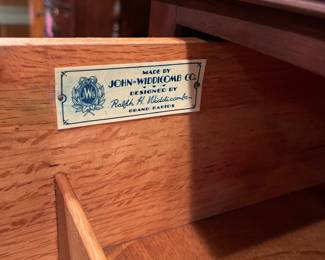 MADE BY
JOHN-WIDDICOMB CO.
DESIGNED BY
Ralph H. Widdicomb
GRAND RAPIDS